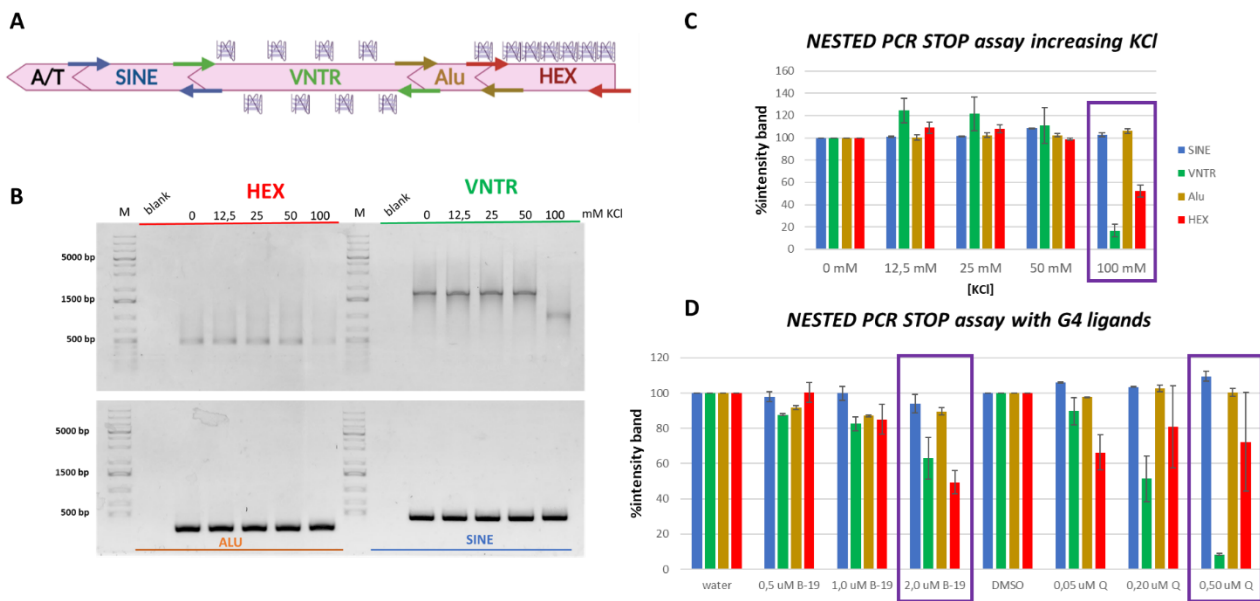 A
A/T
SINE
VNTR
Alu
HEX
B
HEX
VNTR
M
blank
0
12,5
25
50
100
M
blank
0
12,5
25
50
100
mM KCl
5000 bp
1500 bp
500 bp
5000 bp
1500 bp
500 bp
ALU
SINE
C
NESTED PCR STOP assay increasing KCl
%intensity band
160
140
120
100
80
60
40
20
0
0 mM
12,5 mM
25 mM
50 mM
100 mM
[KCl]
SINE
VNTR
Alu
HEX
D
NESTED PCR STOP assay with G4 ligands
%intensity band
120
100
80
60
40
20
0
water
0,5 uM B-19
1,0 uM B-19
2,0 uM B-19
DMSO
0,05 uM Q
0,20 uM Q
0,50 uM Q